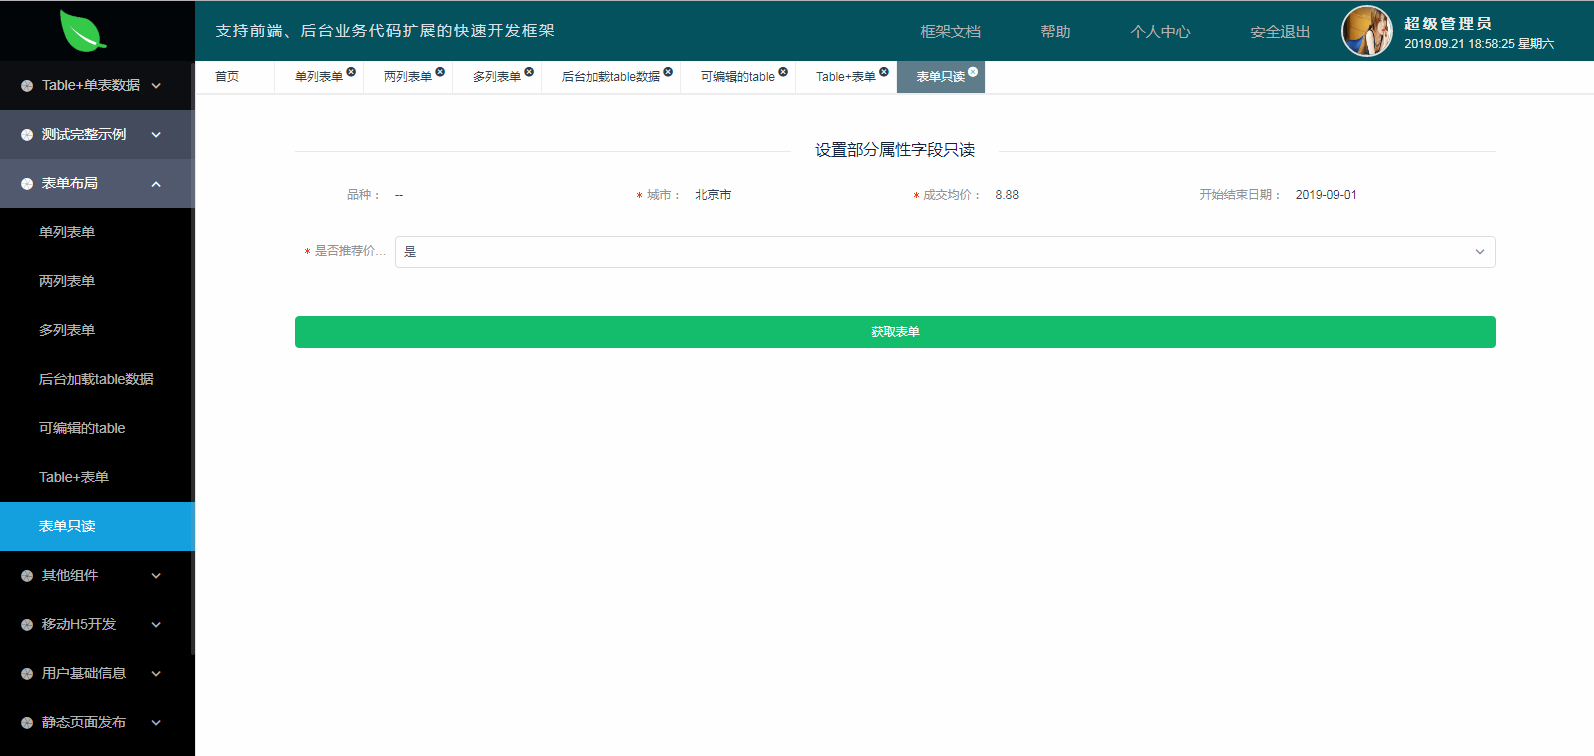 支持前端、后台业务代码扩展的快速开发框架
框架文档
帮助
个人中心
安全退出
超级管理员
2019.09.21 18:58:25 星期六
首页
单列表单
两列表单
多列表单
后台加载table数据
可编辑的table
Table+表单
表单只读
Table+单表数据
测试完整示例
表单布局
单列表单
两列表单
多列表单
后台加载table数据
可编辑的table
Table+表单
表单只读
其他组件
移动H5开发
用户基础信息
静态页面发布
设置部分属性字段只读
品种： --
* 城市： 北京市
* 成交均价： 8.88
开始结束日期： 2019-09-01
* 是否推荐价... 是
获取表单